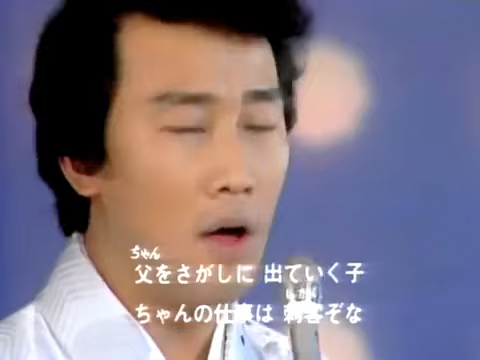 ちゃん
父をさがしに 出ていく子
しかく
ちゃんの仕事は 刺客ぞな